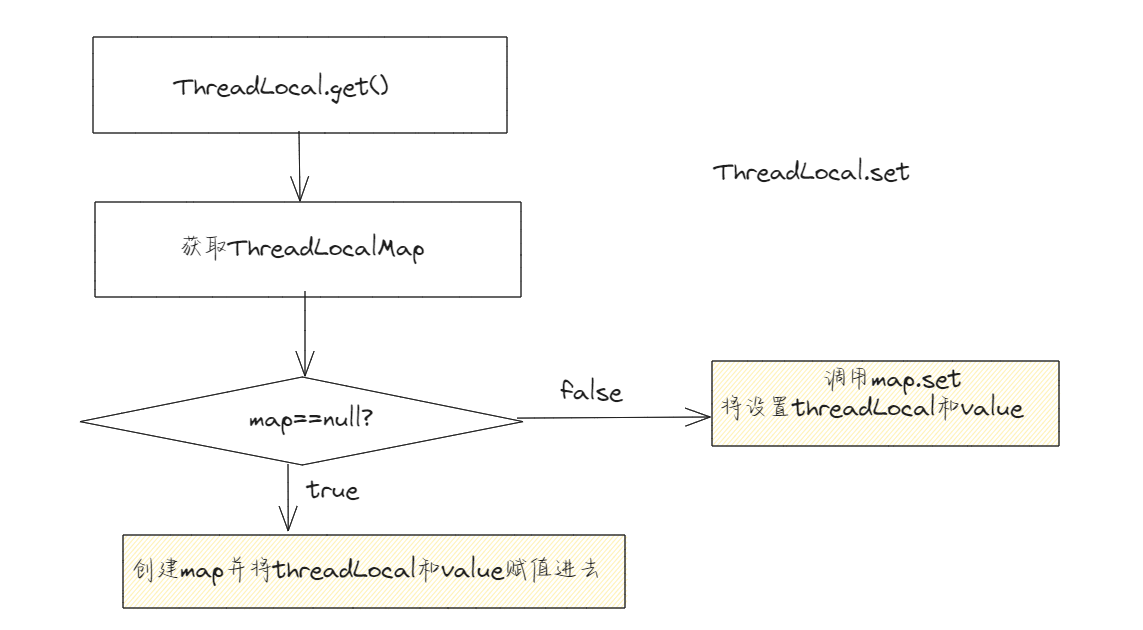 ThreadLocal.get()
ThreadLocal.set
获取ThreadLocalMap
map==null?
false
调用map.set
将设置threadLocal和value
true
创建map并将threadLocal和value赋值进去